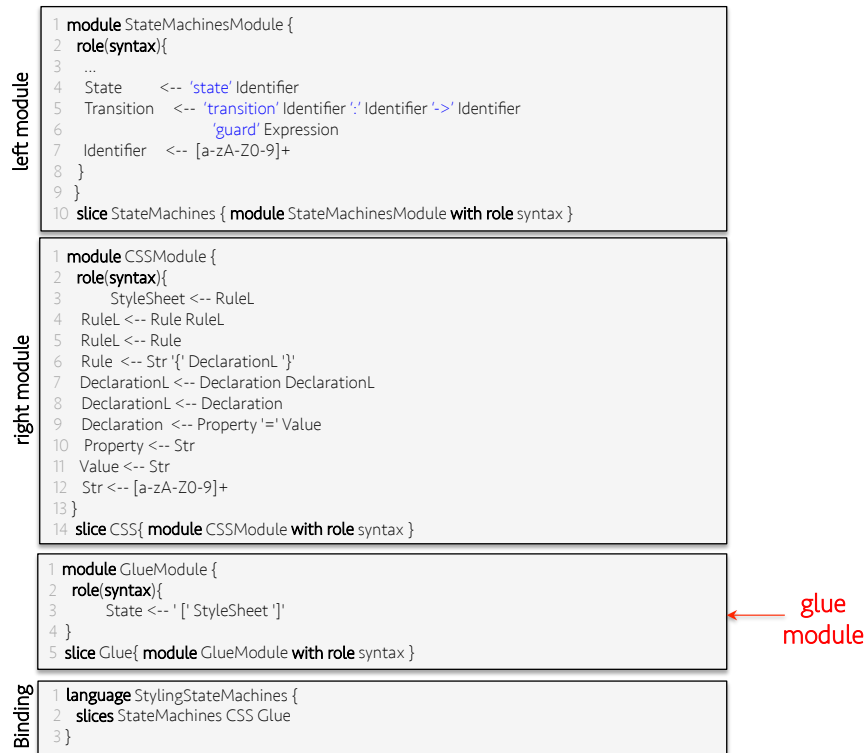 left module
1 module StateMachinesModule {
2 role(syntax){
3 ...
4 State <-- 'state' Identifier
5 Transition <-- 'transition' Identifier ':' Identifier '->' Identifier
6 'guard' Expression
7 Identifier <-- [a-zA-Z0-9]+
8 }
9 }
10 slice StateMachines { module StateMachinesModule with role syntax }
right module
1 module CSSModule {
2 role(syntax){
3 StyleSheet <-- RuleL
4 RuleL <-- Rule RuleL
5 RuleL <-- Rule
6 Rule <-- Str '{' DeclarationL '}'
7 DeclarationL <-- Declaration DeclarationL
8 DeclarationL <-- Declaration
9 Declaration <-- Property '=' Value
10 Property <-- Str
11 Value <-- Str
12 Str <-- [a-zA-Z0-9]+
13 }
14 slice CSS{ module CSSModule with role syntax }
1 module GlueModule {
2 role(syntax){
3 State <-- ' [' StyleSheet ']'
4 }
5 slice Glue{ module GlueModule with role syntax }
glue
module
Binding
1 language StylingStateMachines {
2 slices StateMachines CSS Glue
3 }